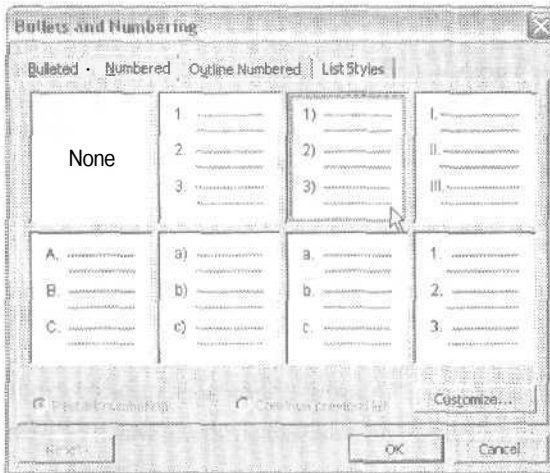 Bullets and Numbering
Bulleted Numbered Outline Numbered List Styles
None
1.
2.
3.
1)
2)
3)
I.
II.
III.
A.
B.
C.
a)
b)
c)
a.
b.
c.
1.
2.
3.
Customize...
OK Cancel